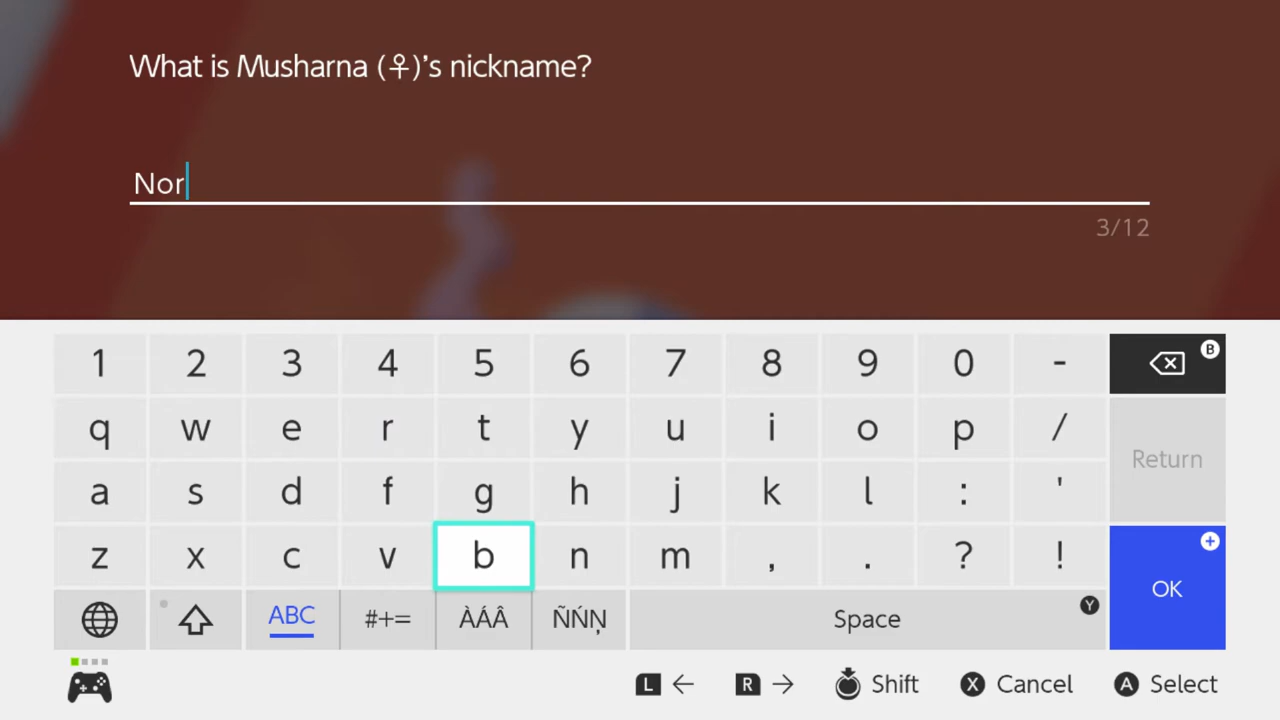 What is Musharna (♀)'s nickname?
Nor
3/12
1 2 3 4 5 6 7 8 9 0 - B
q w e r t y u i o p / Return
a s d f g h j k l : '
z x c v b n m , . ? ! + OK
ABC #+= ÀÁÂ ÑŃŅ Space Y
L ← R → Shift X Cancel A Select